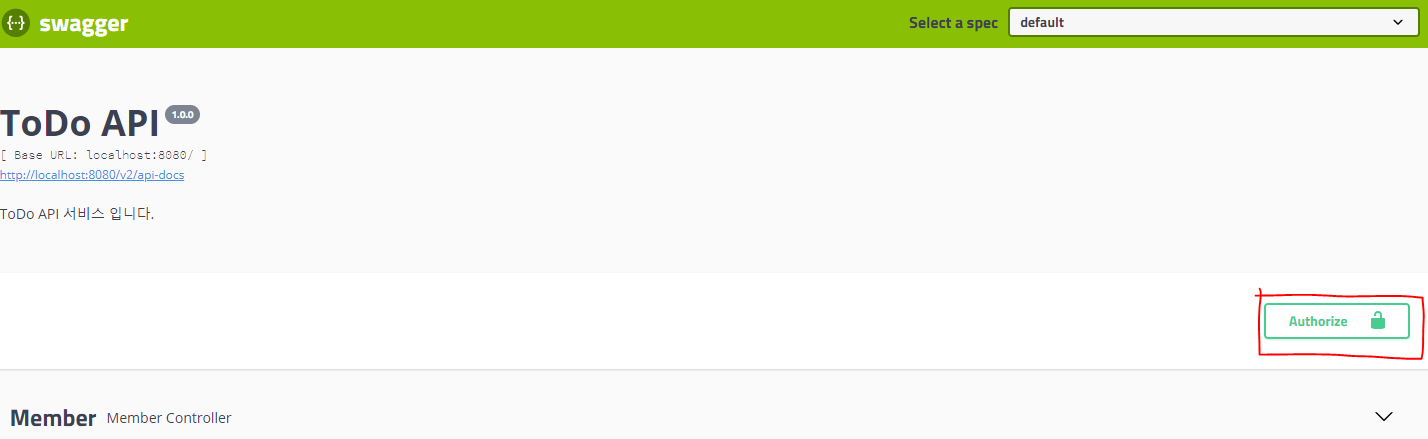 {···} swagger Select a spec default
ToDo API 1.0.0
[ Base URL: localhost:8080/ ]
http://localhost:8080/v2/api-docs
ToDo API 서비스 입니다.
Authorize
Member Member Controller